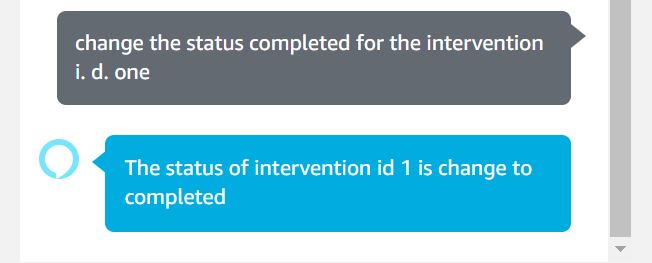 change the status completed for the intervention
i. d. one
The status of intervention id 1 is change to
completed